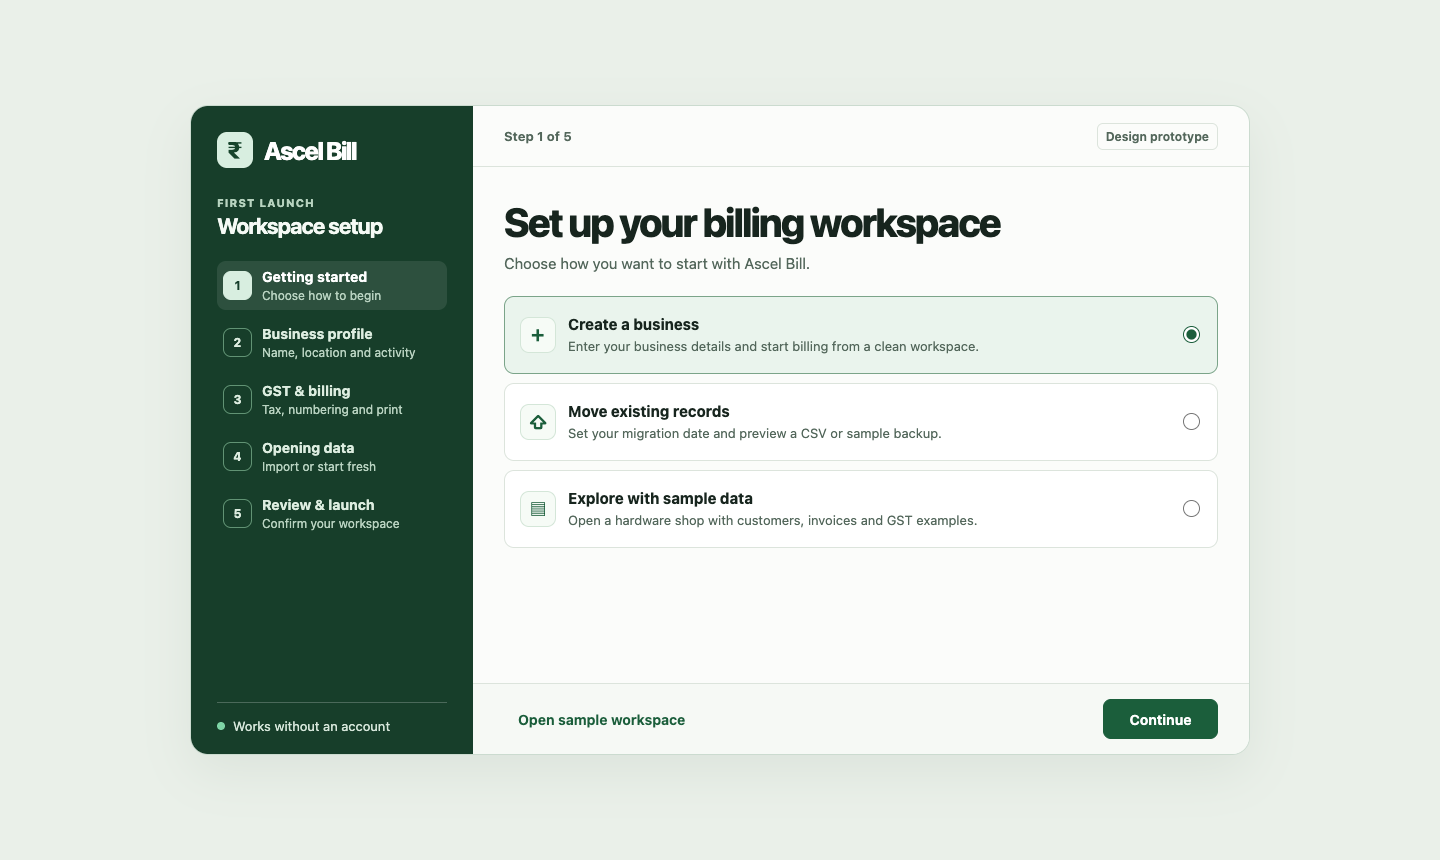 ₹ Ascel Bill
FIRST LAUNCH
Workspace setup
1 Getting started
Choose how to begin
2 Business profile
Name, location and activity
3 GST & billing
Tax, numbering and print
4 Opening data
Import or start fresh
5 Review & launch
Confirm your workspace
Works without an account
Step 1 of 5
Design prototype
Set up your billing workspace
Choose how you want to start with Ascel Bill.
Create a business
Enter your business details and start billing from a clean workspace.
Move existing records
Set your migration date and preview a CSV or sample backup.
Explore with sample data
Open a hardware shop with customers, invoices and GST examples.
Open sample workspace
Continue